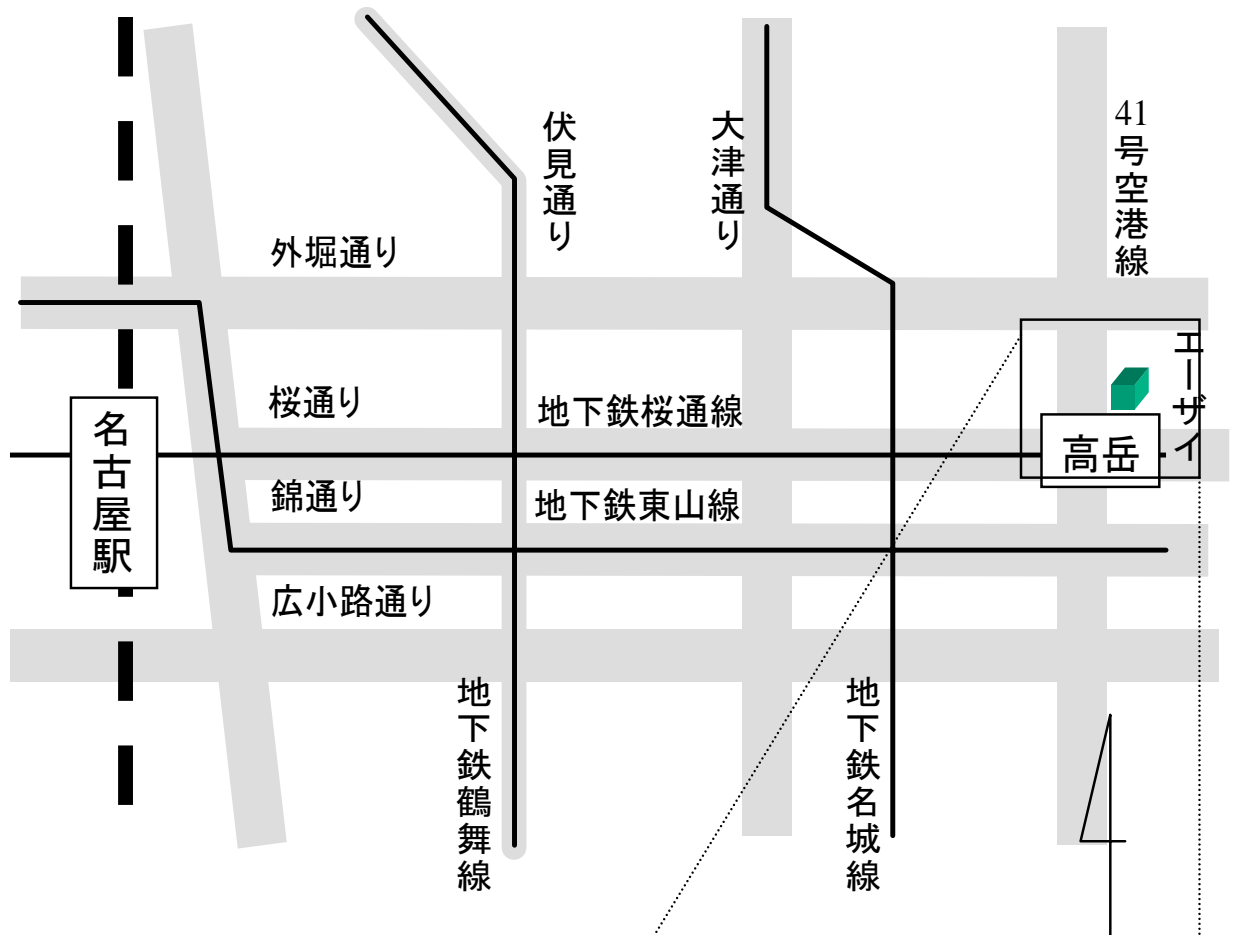 伏見通り
大津通り
41号空港線
外堀通り
エーザイ
桜通り
地下鉄桜通線
名古屋駅
高岳
錦通り
地下鉄東山線
広小路通り
地下鉄鶴舞線
地下鉄名城線